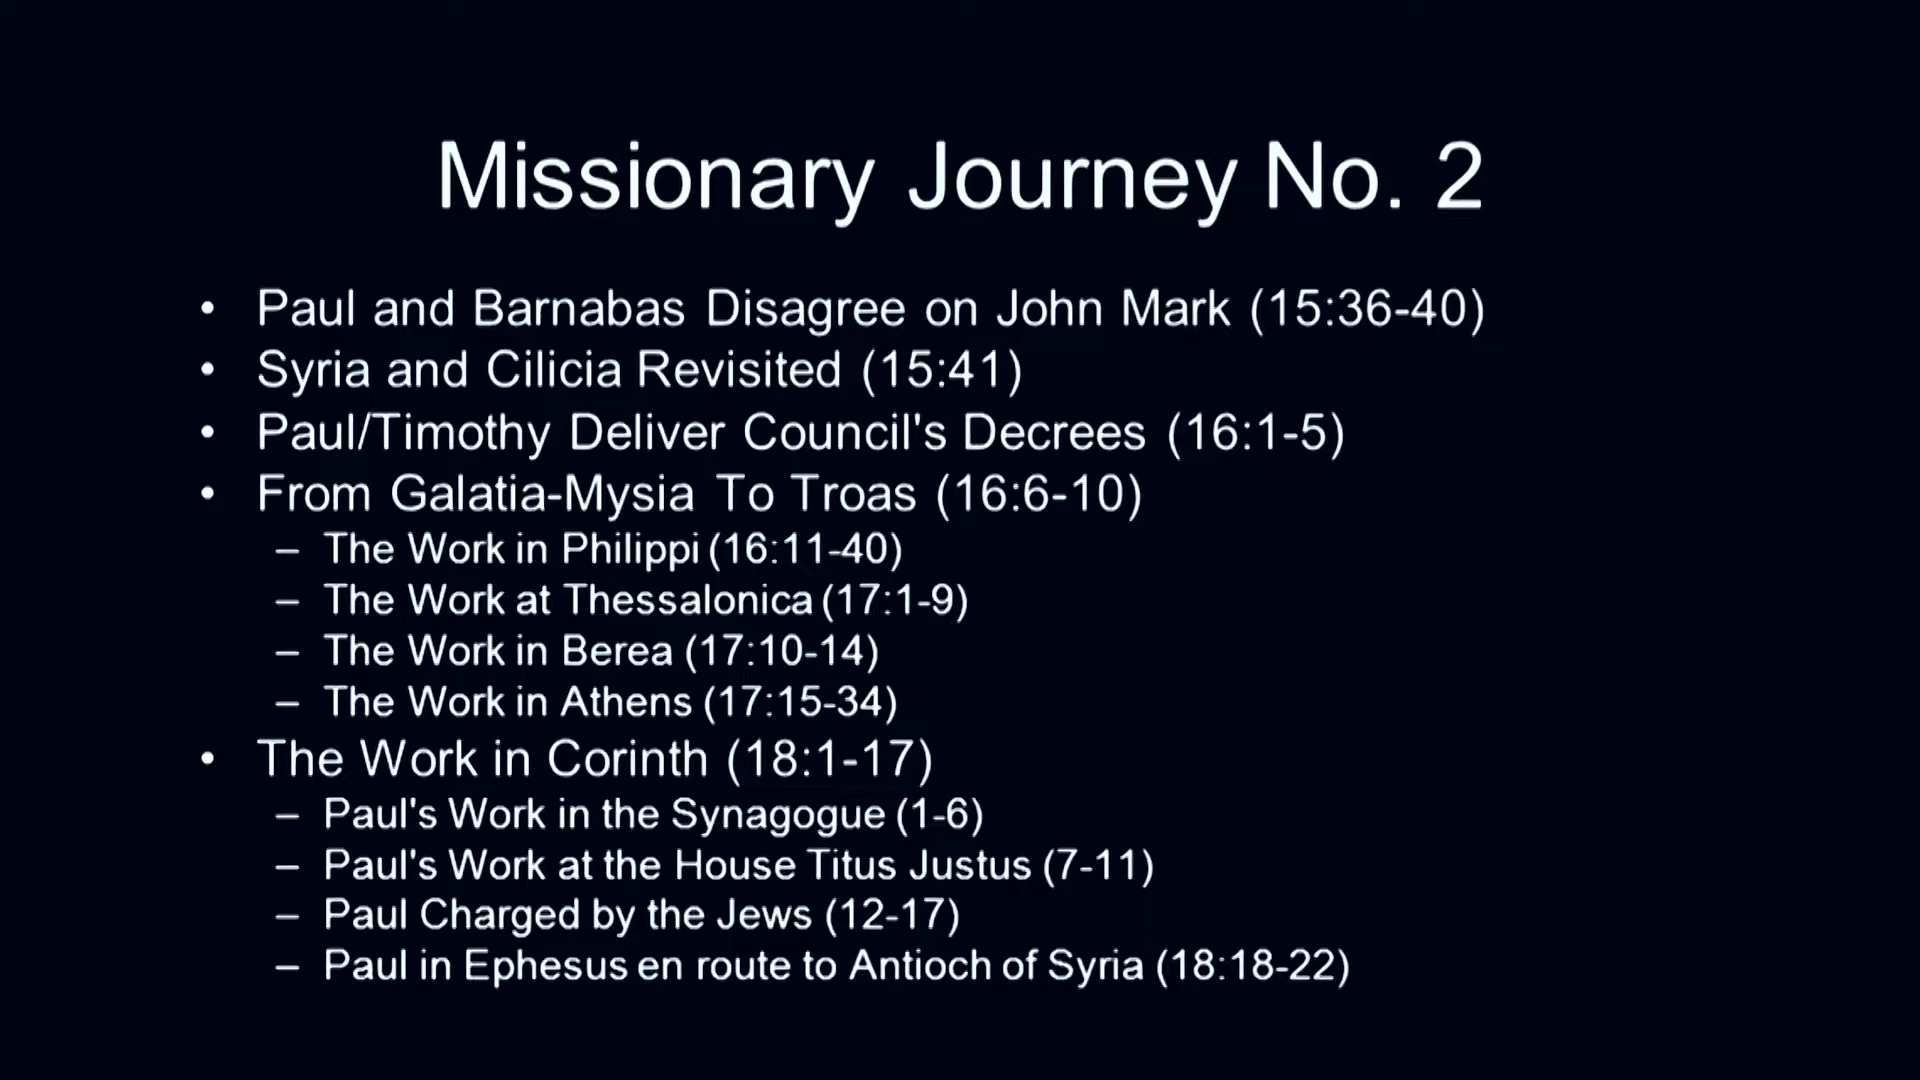 Missionary Journey No. 2
• Paul and Barnabas Disagree on John Mark (15:36-40)
• Syria and Cilicia Revisited (15:41)
• Paul/Timothy Deliver Council's Decrees (16:1-5)
• From Galatia-Mysia To Troas (16:6-10)
– The Work in Philippi (16:11-40)
– The Work at Thessalonica (17:1-9)
– The Work in Berea (17:10-14)
– The Work in Athens (17:15-34)
• The Work in Corinth (18:1-17)
– Paul's Work in the Synagogue (1-6)
– Paul's Work at the House Titus Justus (7-11)
– Paul Charged by the Jews (12-17)
– Paul in Ephesus en route to Antioch of Syria (18:18-22)